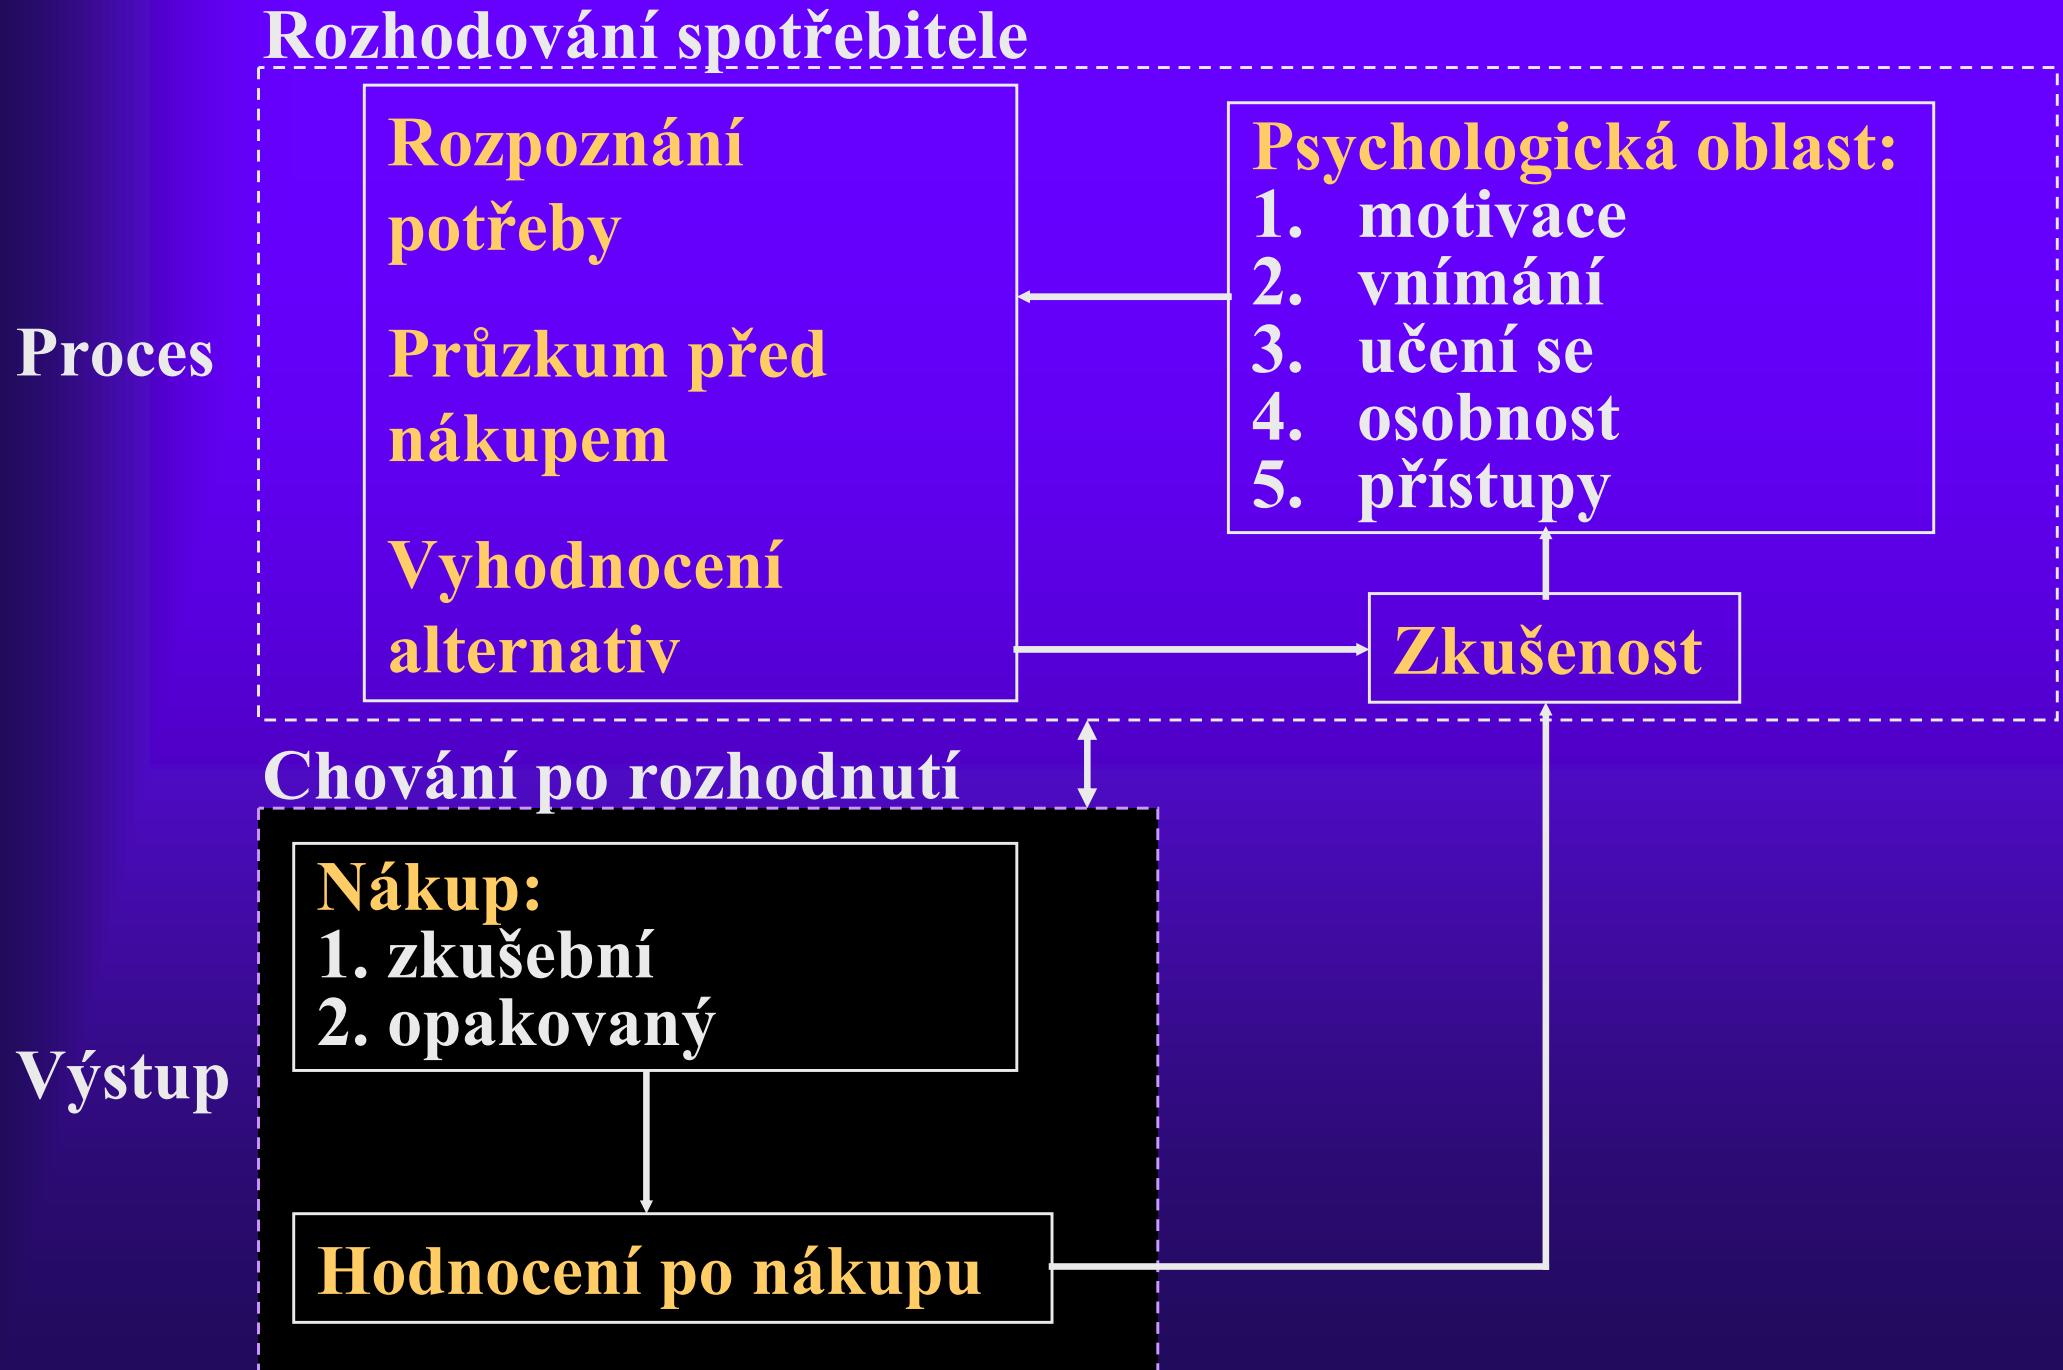 Rozhodování spotřebitele
Proces
Rozpoznání
potřeby
Průzkum před
nákupem
Vyhodnocení
alternativ
Psychologická oblast:
1. motivace
2. vnímání
3. učení se
4. osobnost
5. přístupy
Zkušenost
Chování po rozhodnutí
Výstup
Nákup:
1. zkušební
2. opakovaný
Hodnocení po nákupu